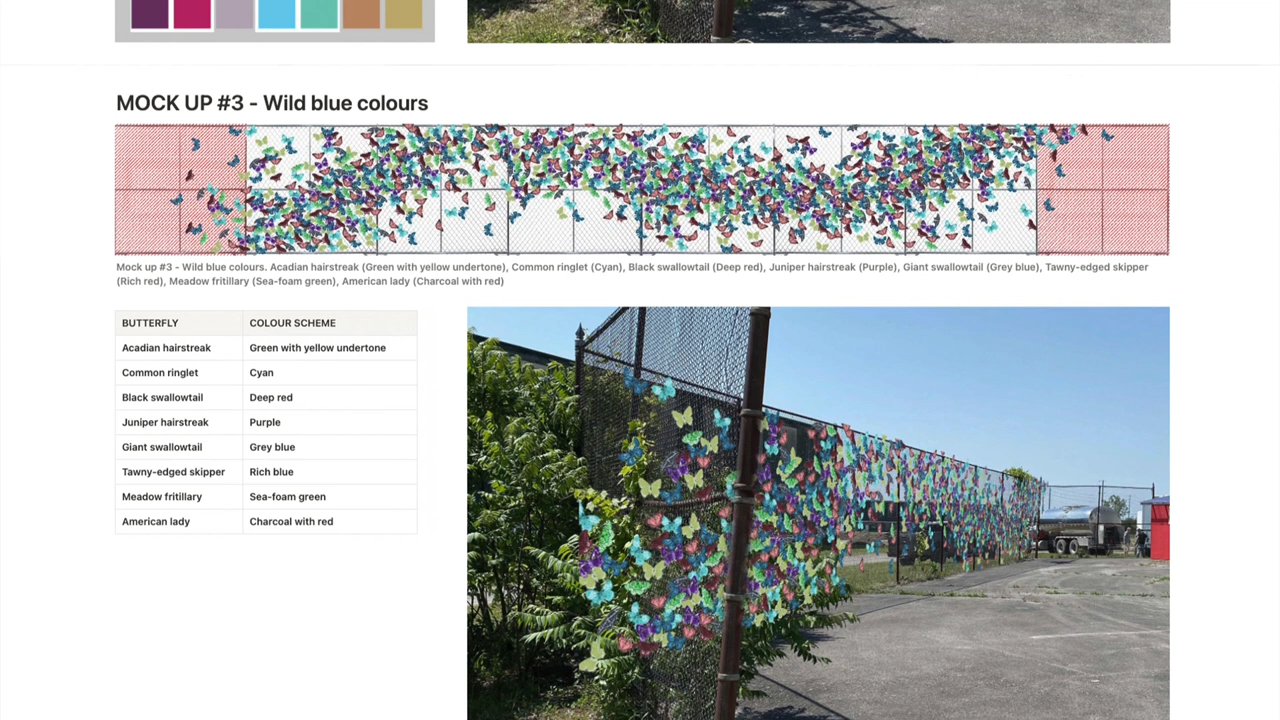 MOCK UP #3 - Wild blue colours
Mock up #3 - Wild blue colours. Acadian hairstreak (Green with yellow undertone), Common ringlet (Cyan), Black swallowtail (Deep red), Juniper hairstreak (Purple), Giant swallowtail (Grey blue), Tawny-edged skipper
(Rich red), Meadow fritillary (Sea-foam green), American lady (Charcoal with red)
BUTTERFLY COLOUR SCHEME
Acadian hairstreak Green with yellow undertone
Common ringlet Cyan
Black swallowtail Deep red
Juniper hairstreak Purple
Giant swallowtail Grey blue
Tawny-edged skipper Rich blue
Meadow fritillary Sea-foam green
American lady Charcoal with red